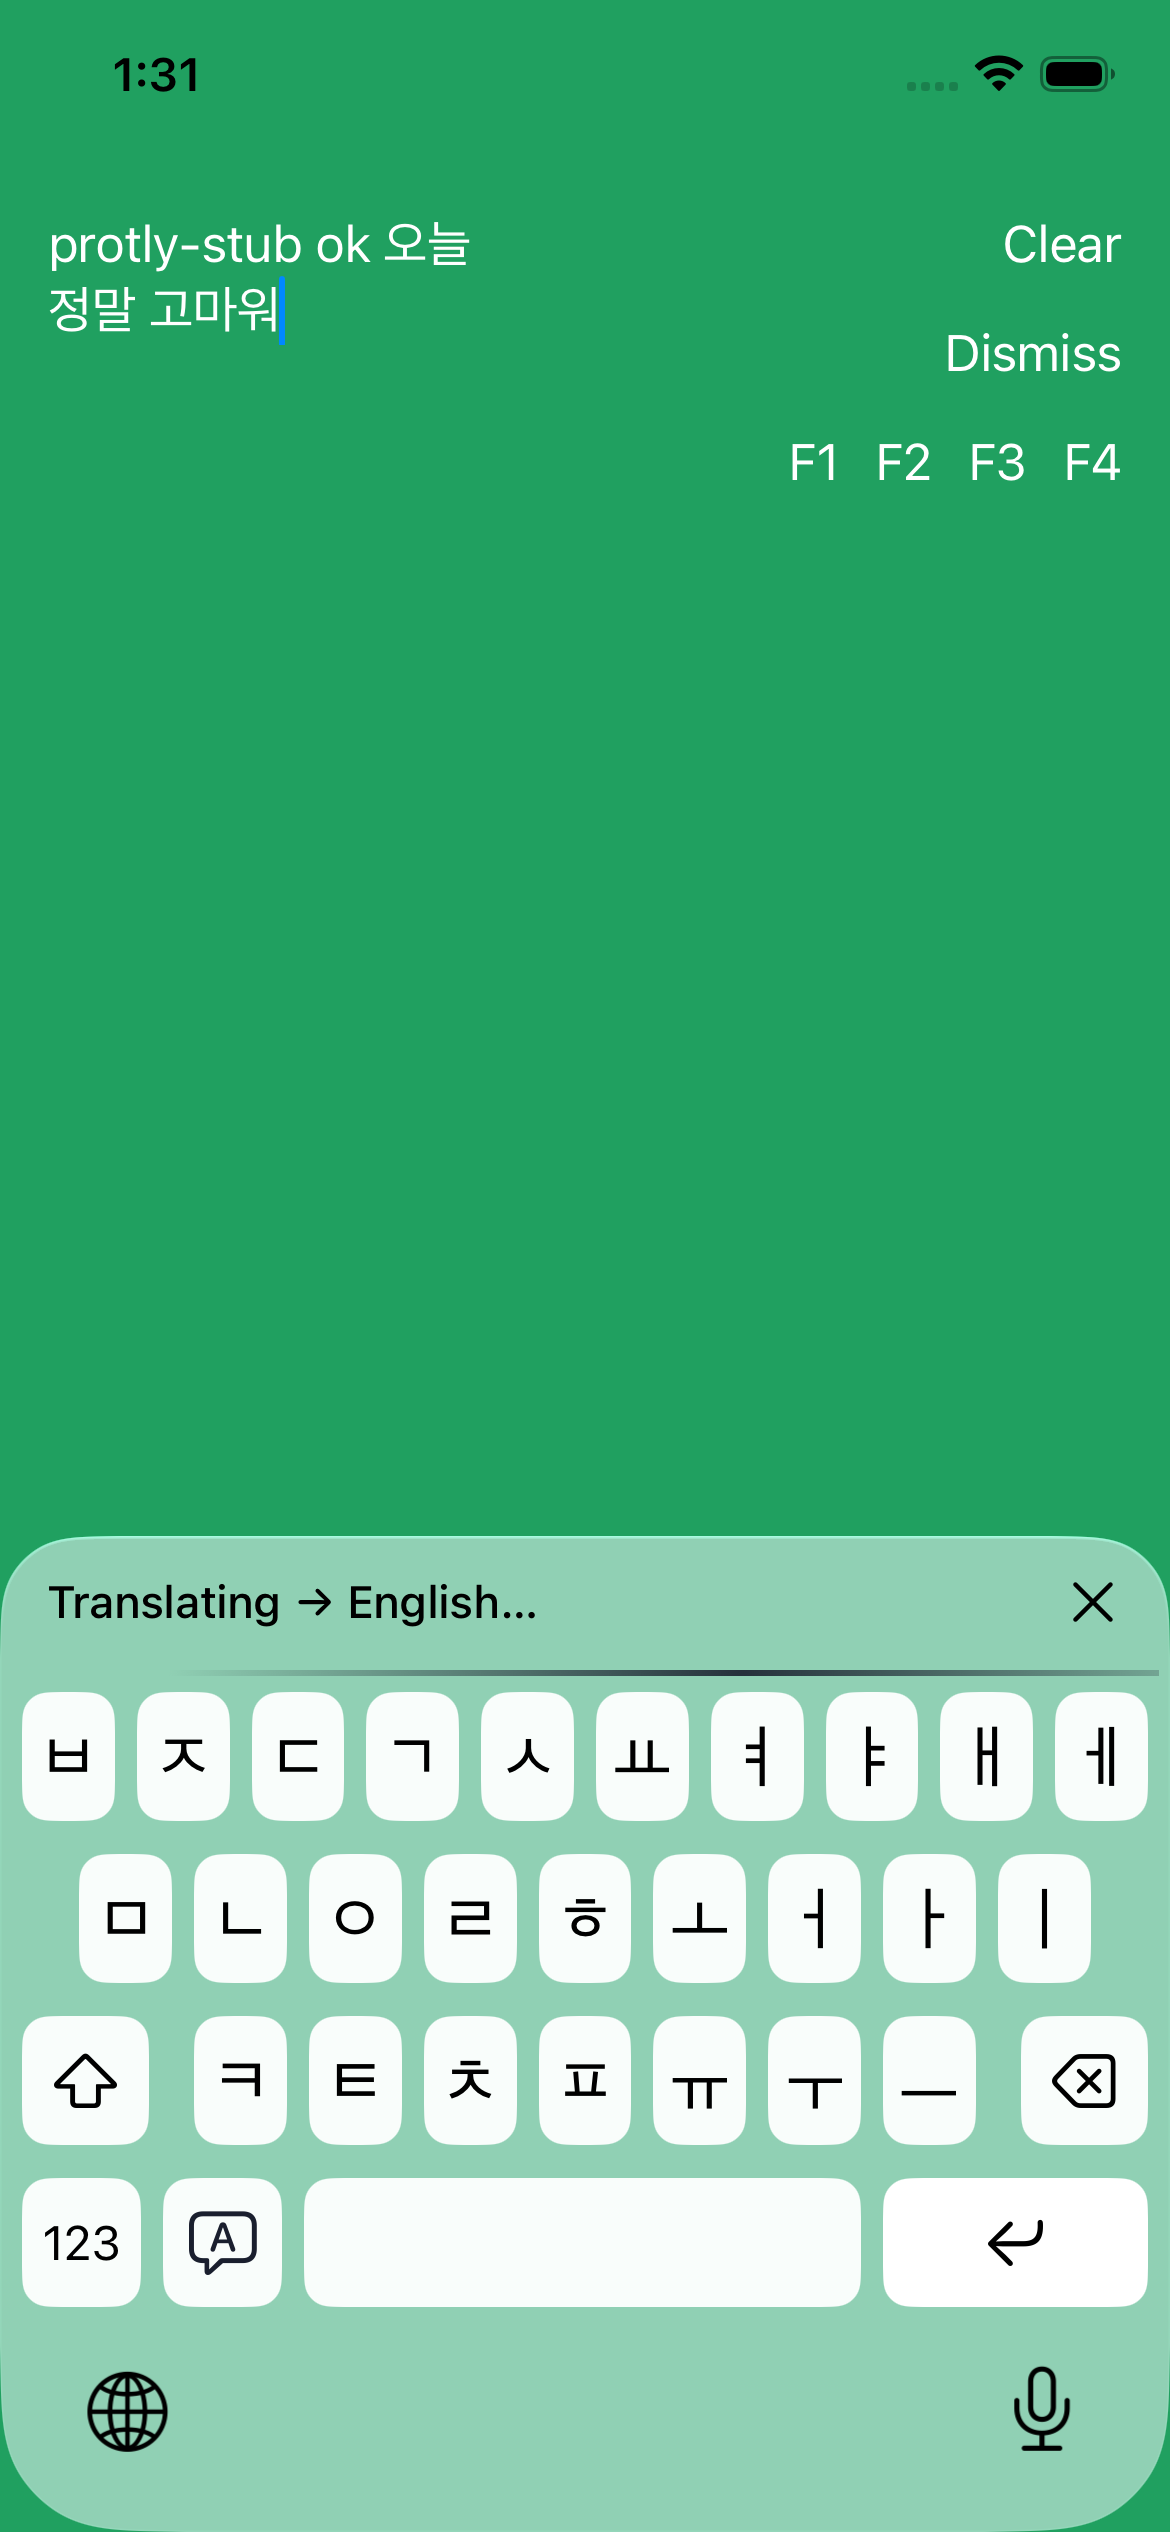 1:31
protly-stub ok 오늘
정말 고마워
Clear
Dismiss
F1 F2 F3 F4
Translating → English...
ㅂ ㅈ ㄷ ㄱ ㅅ ㅛ ㅕ ㅑ ㅐ ㅔ
ㅁ ㄴ ㅇ ㄹ ㅎ ㅗ ㅓ ㅏ ㅣ
ㅋ ㅌ ㅊ ㅍ ㅠ ㅜ ㅡ
123 A